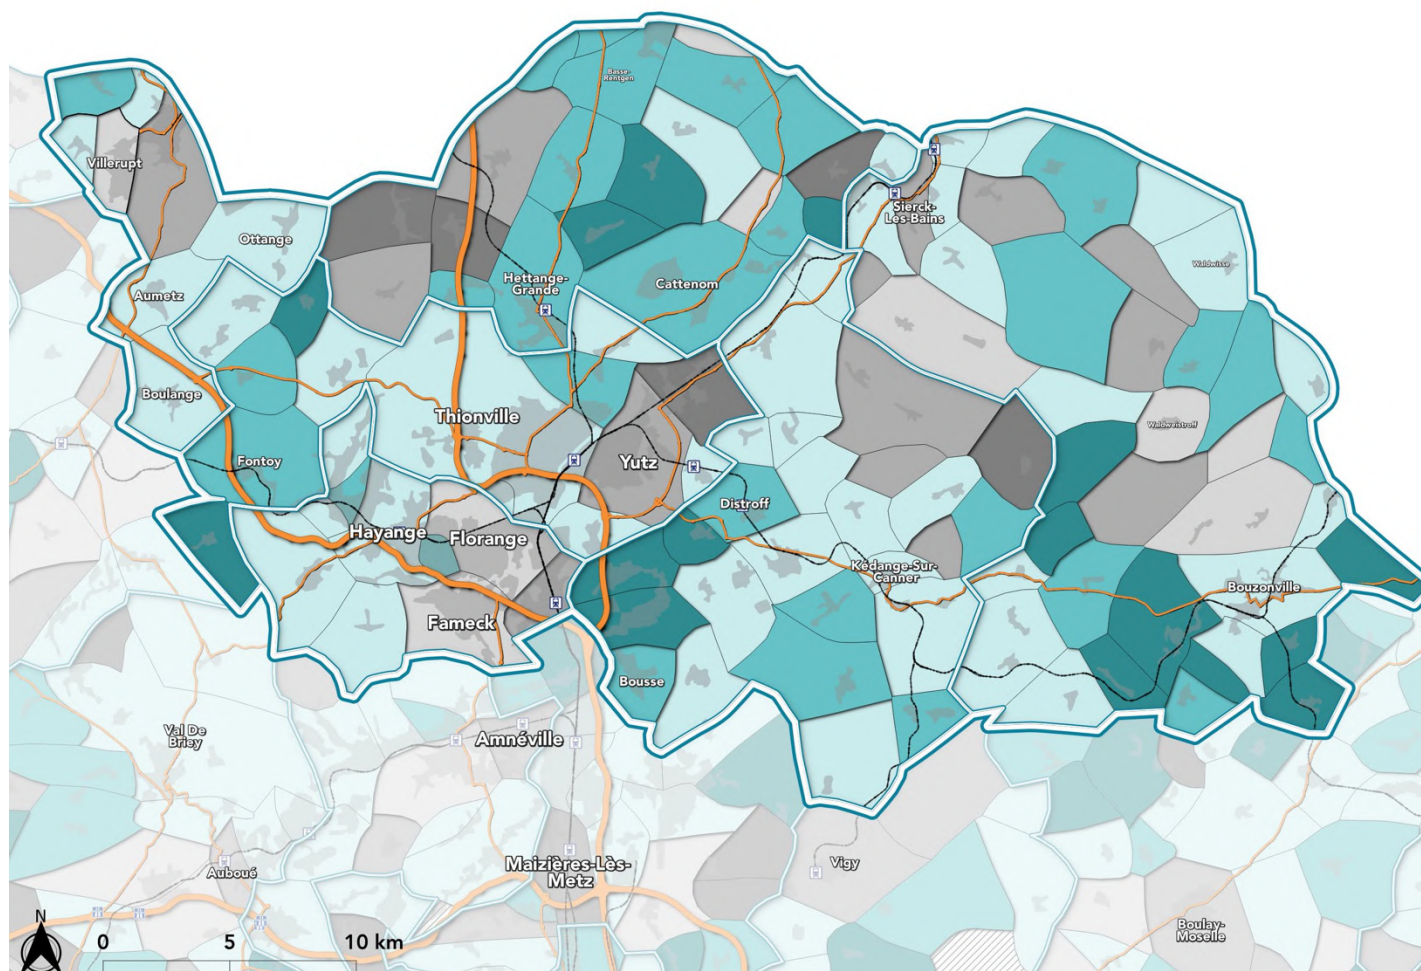 Basse-
Rentgen
Villerupt
Sierck-
Les-Bains
Ottange
Waldwisse
Hettange-
Grande
Cattenom
Aumetz
Boulange
Thionville
Waldweistroff
Fontoy
Yutz
Distroff
Hayange
Florange
Kédange-Sur-
Canner
Bouzonville
Fameck
Bousse
Val De
Briey
Amnéville
Maizières-Lès-
Metz
Vigy
Auboué
Boulay-
Moselle
N
0
5
10 km